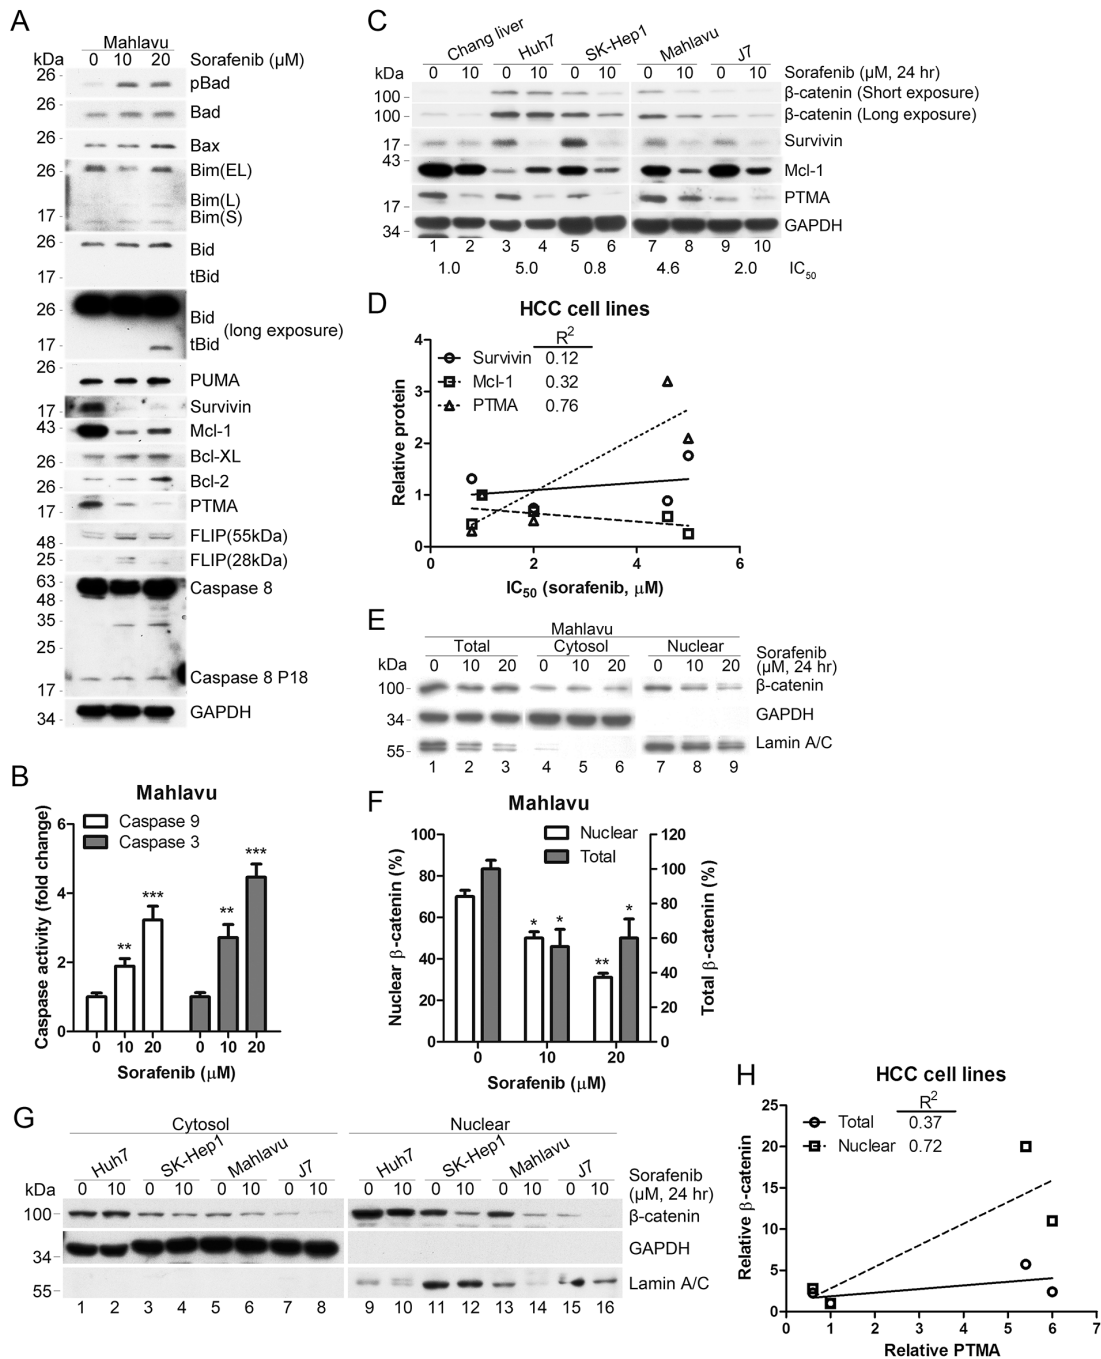 A
Mahlavu
kDa 0 10 20 Sorafenib (µM)
26 pBad
26 Bad
26 Bax
26 Bim(EL)
Bim(L)
17 Bim(S)
26 Bid
17 tBid
26 Bid
(long exposure)
17 tBid
26 PUMA
17 Survivin
43 Mcl-1
26 Bcl-XL
26 Bcl-2
PTMA
48 FLIP(55kDa)
25 FLIP(28kDa)
63 Caspase 8
48
35
25
17 Caspase 8 P18
34 GAPDH
B
Mahlavu
Caspase 9
Caspase 3
Caspase activity (fold change)
6
4
2
0
** *** ** ***
0 10 20 0 10 20
Sorafenib (µM)
C
Chang liver Huh7 SK-Hep1 Mahlavu J7
kDa 0 10 0 10 0 10 0 10 0 10 Sorafenib (µM, 24 hr)
100 β-catenin (Short exposure)
100 β-catenin (Long exposure)
17 Survivin
43 Mcl-1
17 PTMA
34 GAPDH
1 2 3 4 5 6 7 8 9 10
1.0 5.0 0.8 4.6 2.0 IC50
D
HCC cell lines
R2
Survivin 0.12
Mcl-1 0.32
PTMA 0.76
Relative protein
4
3
2
1
0
0 2 4 6
IC50 (sorafenib, µM)
E
Mahlavu
Total Cytosol Nuclear Sorafenib
kDa 0 10 20 0 10 20 0 10 20 (µM, 24 hr)
100 β-catenin
34 GAPDH
55 Lamin A/C
1 2 3 4 5 6 7 8 9
F
Mahlavu
Nuclear
Total
Nuclear β-catenin (%)
100
80
60
40
20
0
* * ** *
120
100
80
60
40
20
0
Total β-catenin (%)
0 10 20
Sorafenib (µM)
G
Cytosol Nuclear
Huh7 SK-Hep1 Mahlavu J7 Huh7 SK-Hep1 Mahlavu J7
Sorafenib
kDa 0 10 0 10 0 10 0 10 0 10 0 10 0 10 0 10 (µM, 24 hr)
100 β-catenin
34 GAPDH
55 Lamin A/C
1 2 3 4 5 6 7 8 9 10 11 12 13 14 15 16
H
HCC cell lines
R2
Total 0.37
Nuclear 0.72
Relative β-catenin
25
20
15
10
5
0
0 1 2 3 4 5 6 7
Relative PTMA